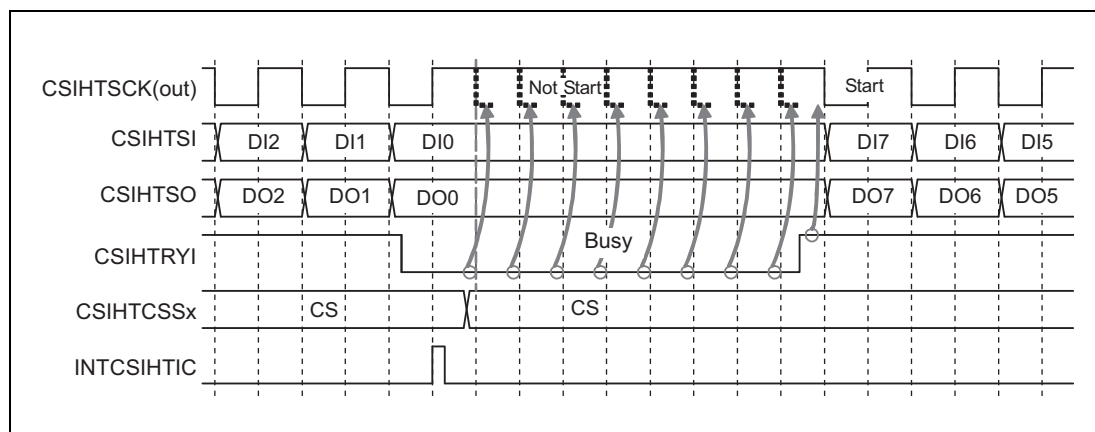 CSIHTSCK(out) Not Start Start
CSIHTSI DI2 DI1 DI0 DI7 DI6 DI5
CSIHTSO DO2 DO1 DO0 DO7 DO6 DO5
CSIHTRYI Busy
CSIHTCSSx CS CS
INTCSIHTIC